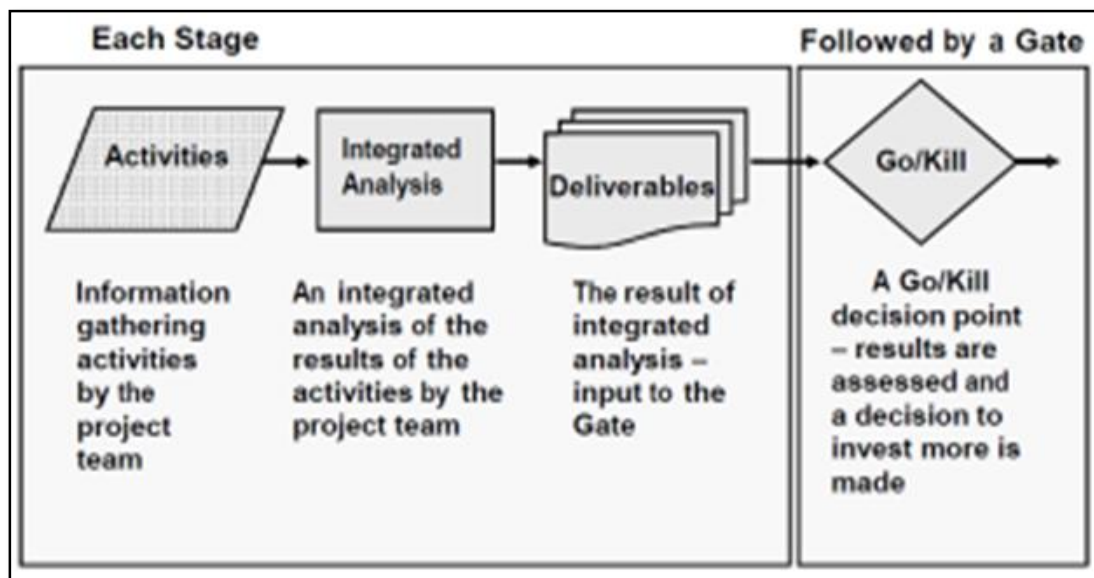 Each Stage
Followed by a Gate
Activities
Integrated
Analysis
Deliverables
Go/Kill
Information
gathering
activities
by the
project
team
An integrated
analysis of the
results of the
activities by the
project team
The result of
integrated
analysis –
input to the
Gate
A Go/Kill
decision point
– results are
assessed and
a decision to
invest more is
made